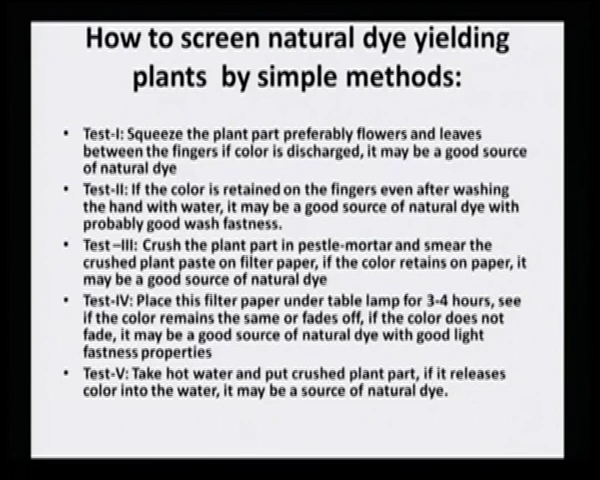 How to screen natural dye yielding
plants by simple methods:
• Test-I: Squeeze the plant part preferably flowers and leaves
between the fingers if color is discharged, it may be a good source
of natural dye
• Test-II: If the color is retained on the fingers even after washing
the hand with water, it may be a good source of natural dye with
probably good wash fastness.
• Test –III: Crush the plant part in pestle-mortar and smear the
crushed plant paste on filter paper, if the color retains on paper, it
may be a good source of natural dye
• Test-IV: Place this filter paper under table lamp for 3-4 hours, see
if the color remains the same or fades off, if the color does not
fade, it may be a good source of natural dye with good light
fastness properties
• Test-V: Take hot water and put crushed plant part, if it releases
color into the water, it may be a source of natural dye.